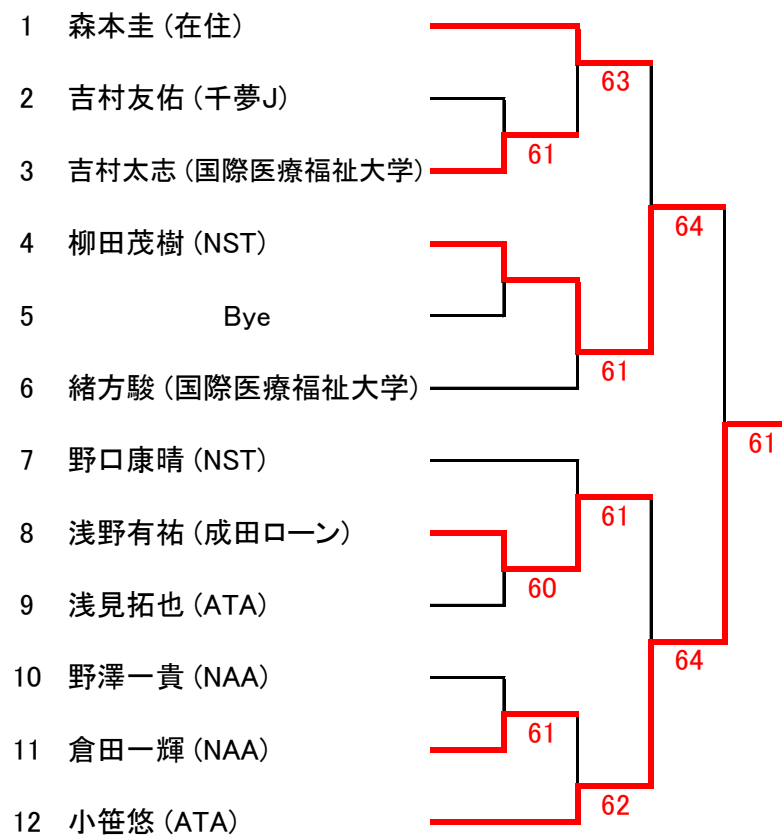 1 森本圭 (在住)
63
2 吉村友佑 (千夢J)
61
3 吉村太志 (国際医療福祉大学)
64
4 柳田茂樹 (NST)
5 Bye
61
6 緒方駿 (国際医療福祉大学)
61
7 野口康晴 (NST)
61
8 浅野有祐 (成田ローン)
60
9 浅見拓也 (ATA)
64
10 野澤一貴 (NAA)
61
11 倉田一輝 (NAA)
62
12 小笹悠 (ATA)